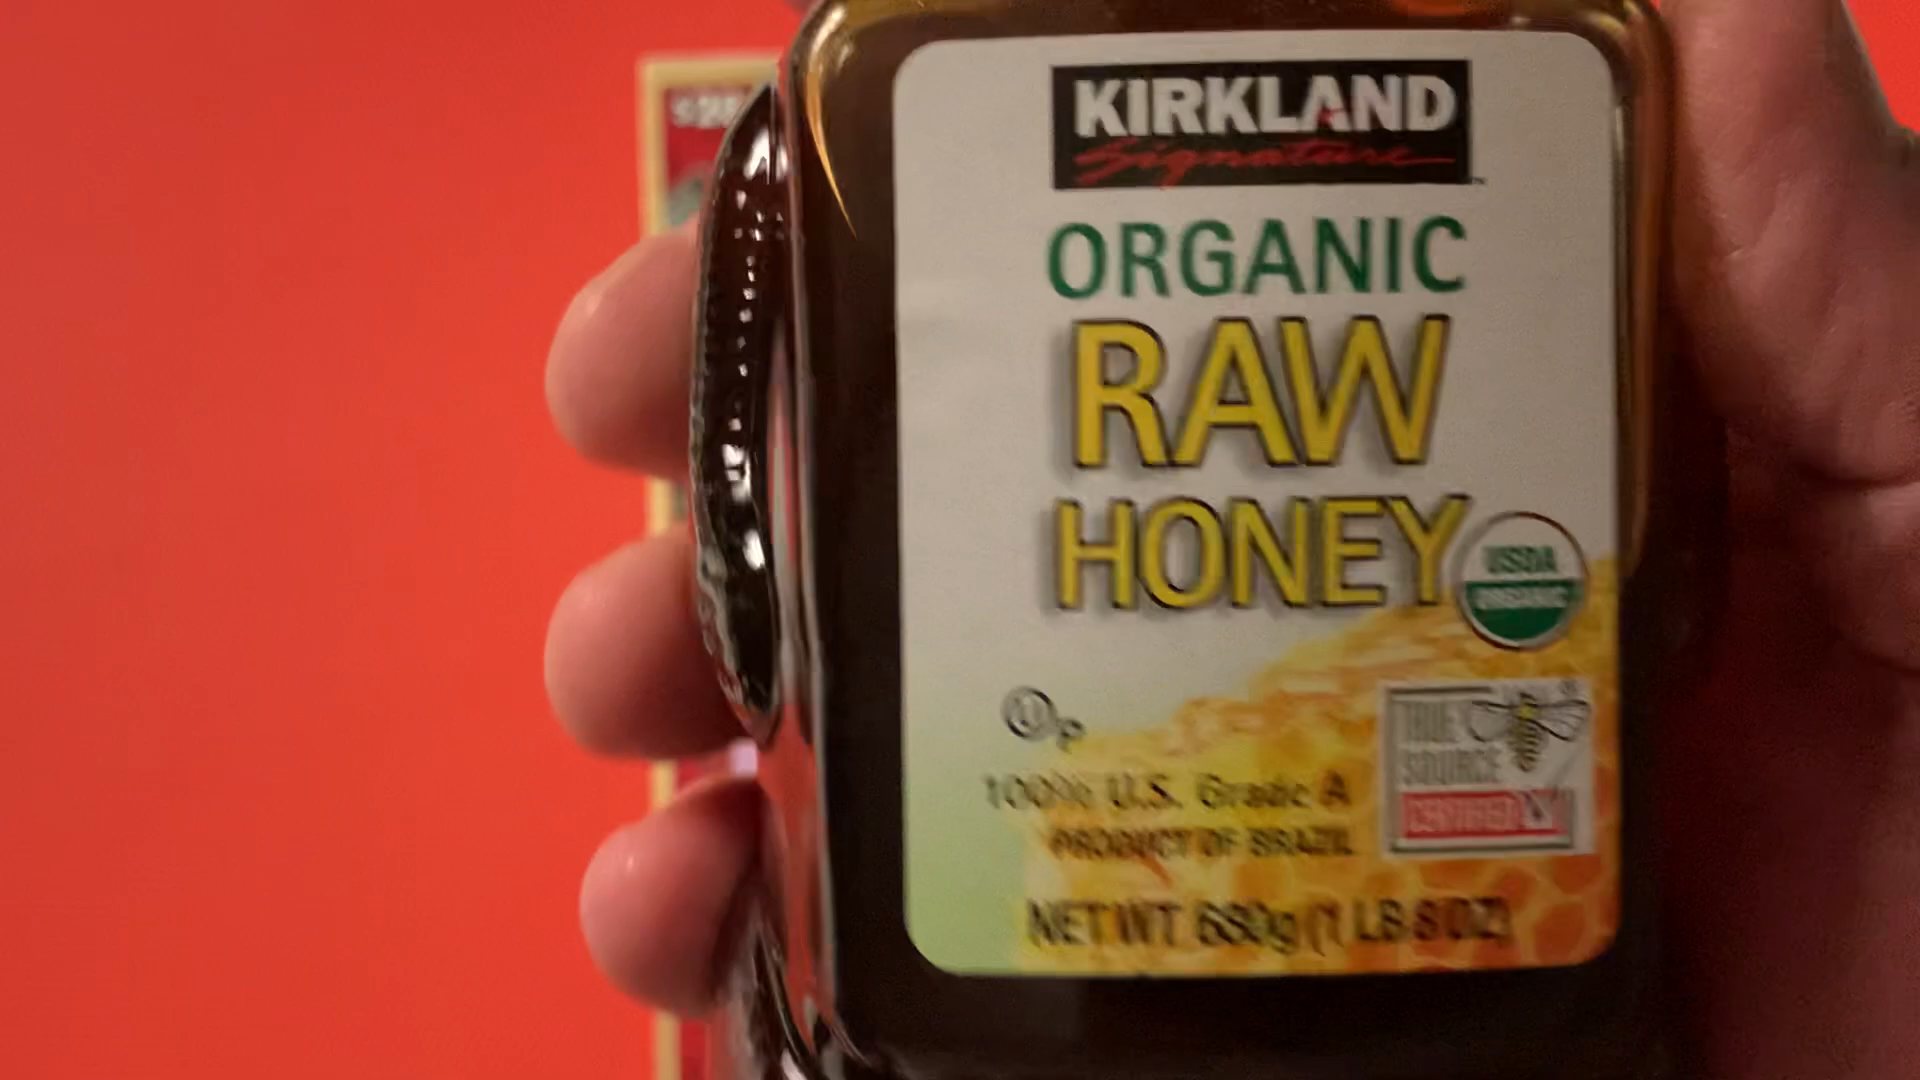 KIRKLAND
Signature
ORGANIC
RAW
HONEY
USDA
ORGANIC
TRUE
SOURCE
CERTIFIED
100% U.S. Grade A
PRODUCT OF BRAZIL
NET WT 680g (1 LB 8 OZ)